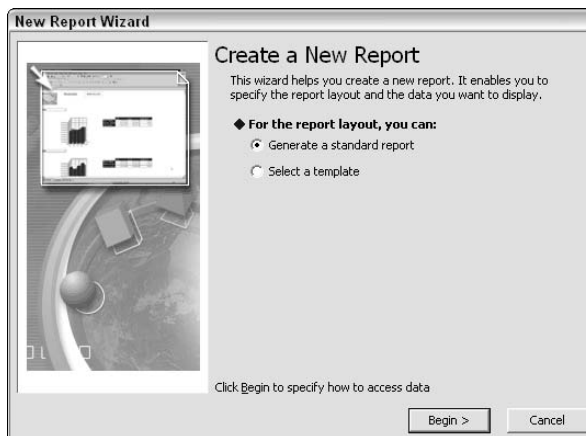 New Report Wizard
Create a New Report
This wizard helps you create a new report. It enables you to
specify the report layout and the data you want to display.
◆ For the report layout, you can:
Generate a standard report
Select a template
Click Begin to specify how to access data
Begin >
Cancel